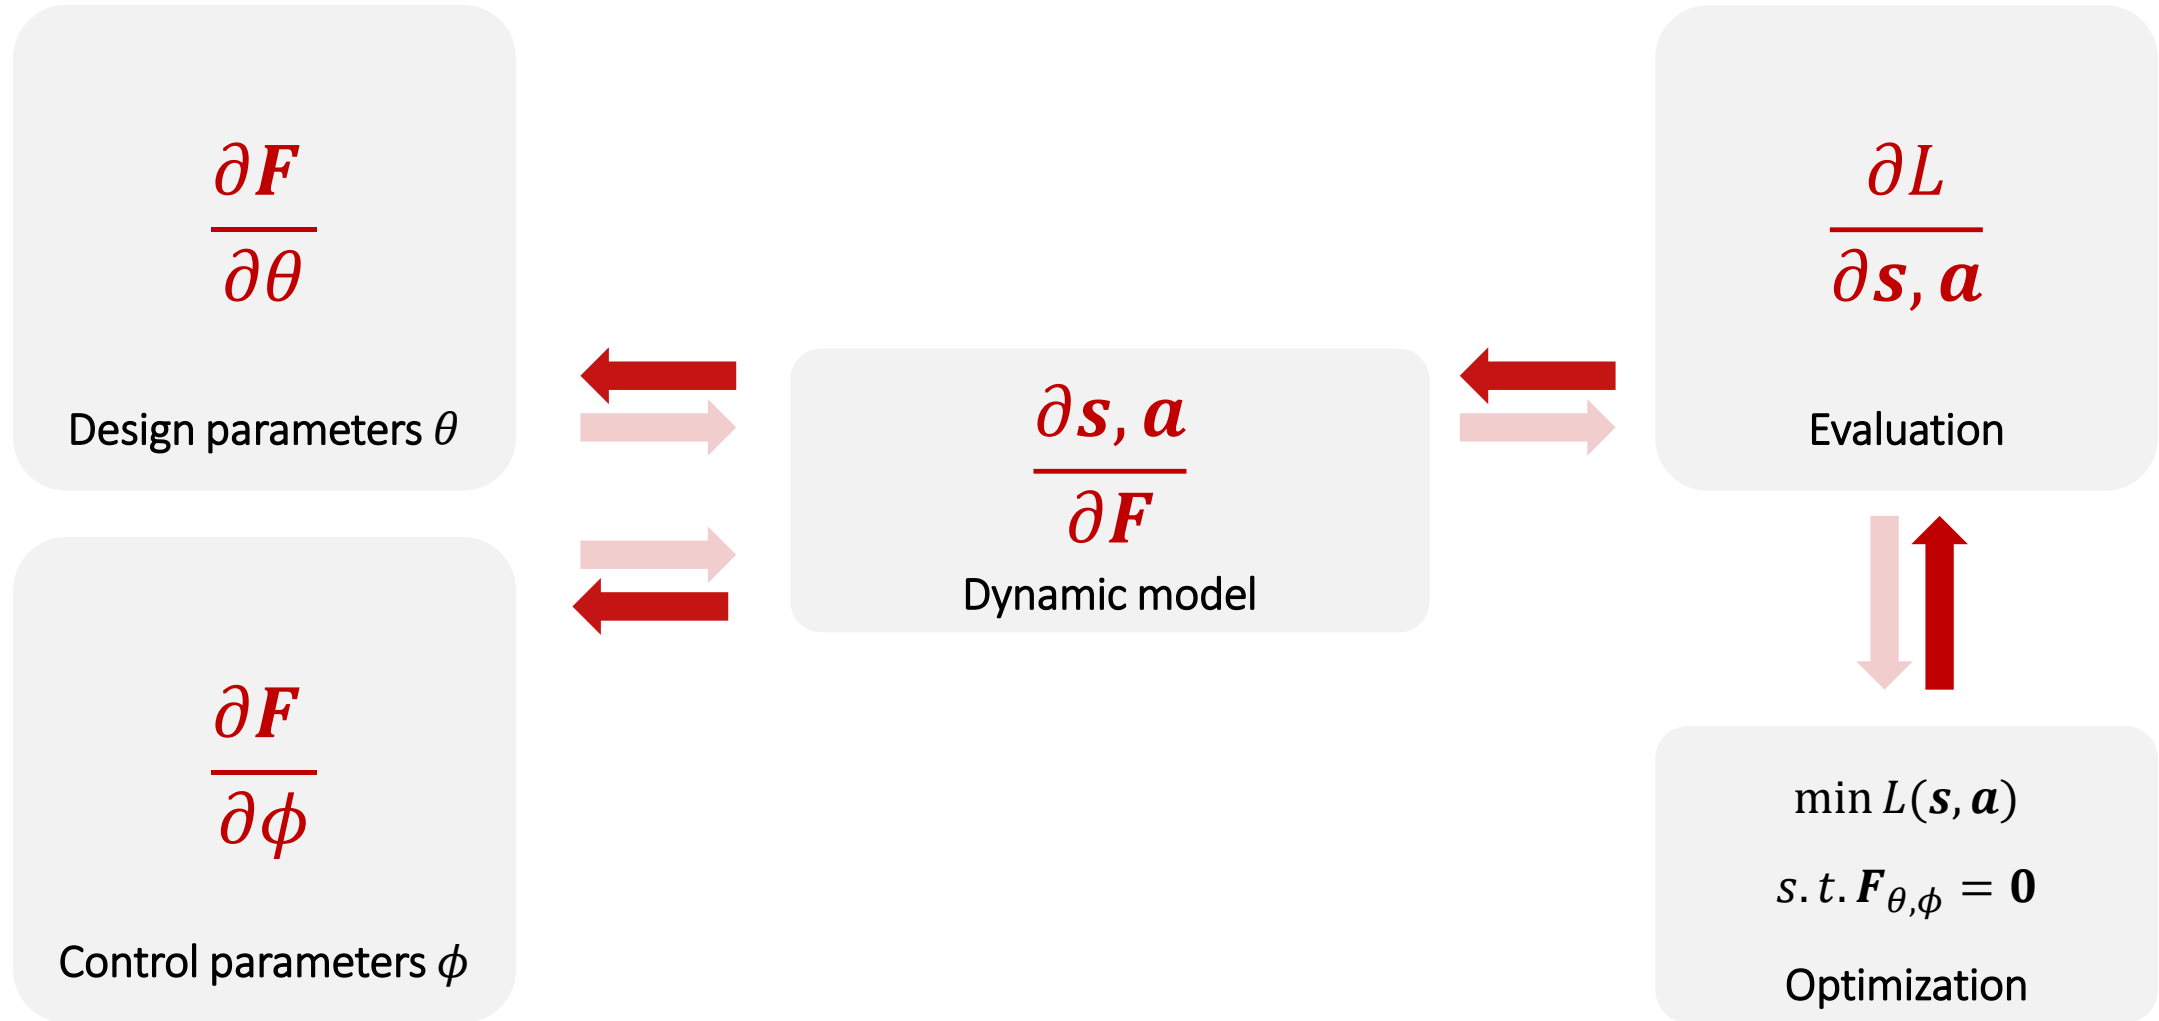 ∂F
∂θ
Design parameters θ
∂F
∂ϕ
Control parameters ϕ
∂s, a
∂F
Dynamic model
∂L
∂s, a
Evaluation
min L(s, a)
s.t. F_θ,ϕ = 0
Optimization